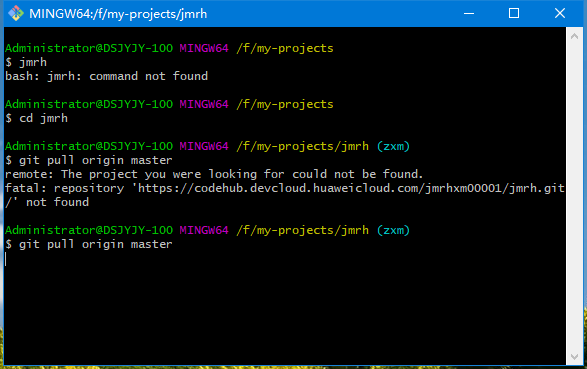 MINGW64:/f/my-projects/jmrh
Administrator@DSJYJY-100 MINGW64 /f/my-projects
$ jmrh
bash: jmrh: command not found
Administrator@DSJYJY-100 MINGW64 /f/my-projects
$ cd jmrh
Administrator@DSJYJY-100 MINGW64 /f/my-projects/jmrh (zxm)
$ git pull origin master
remote: The project you were looking for could not be found.
fatal: repository 'https://codehub.devcloud.huaweicloud.com/jmrhxm00001/jmrh.git
/' not found
Administrator@DSJYJY-100 MINGW64 /f/my-projects/jmrh (zxm)
$ git pull origin master